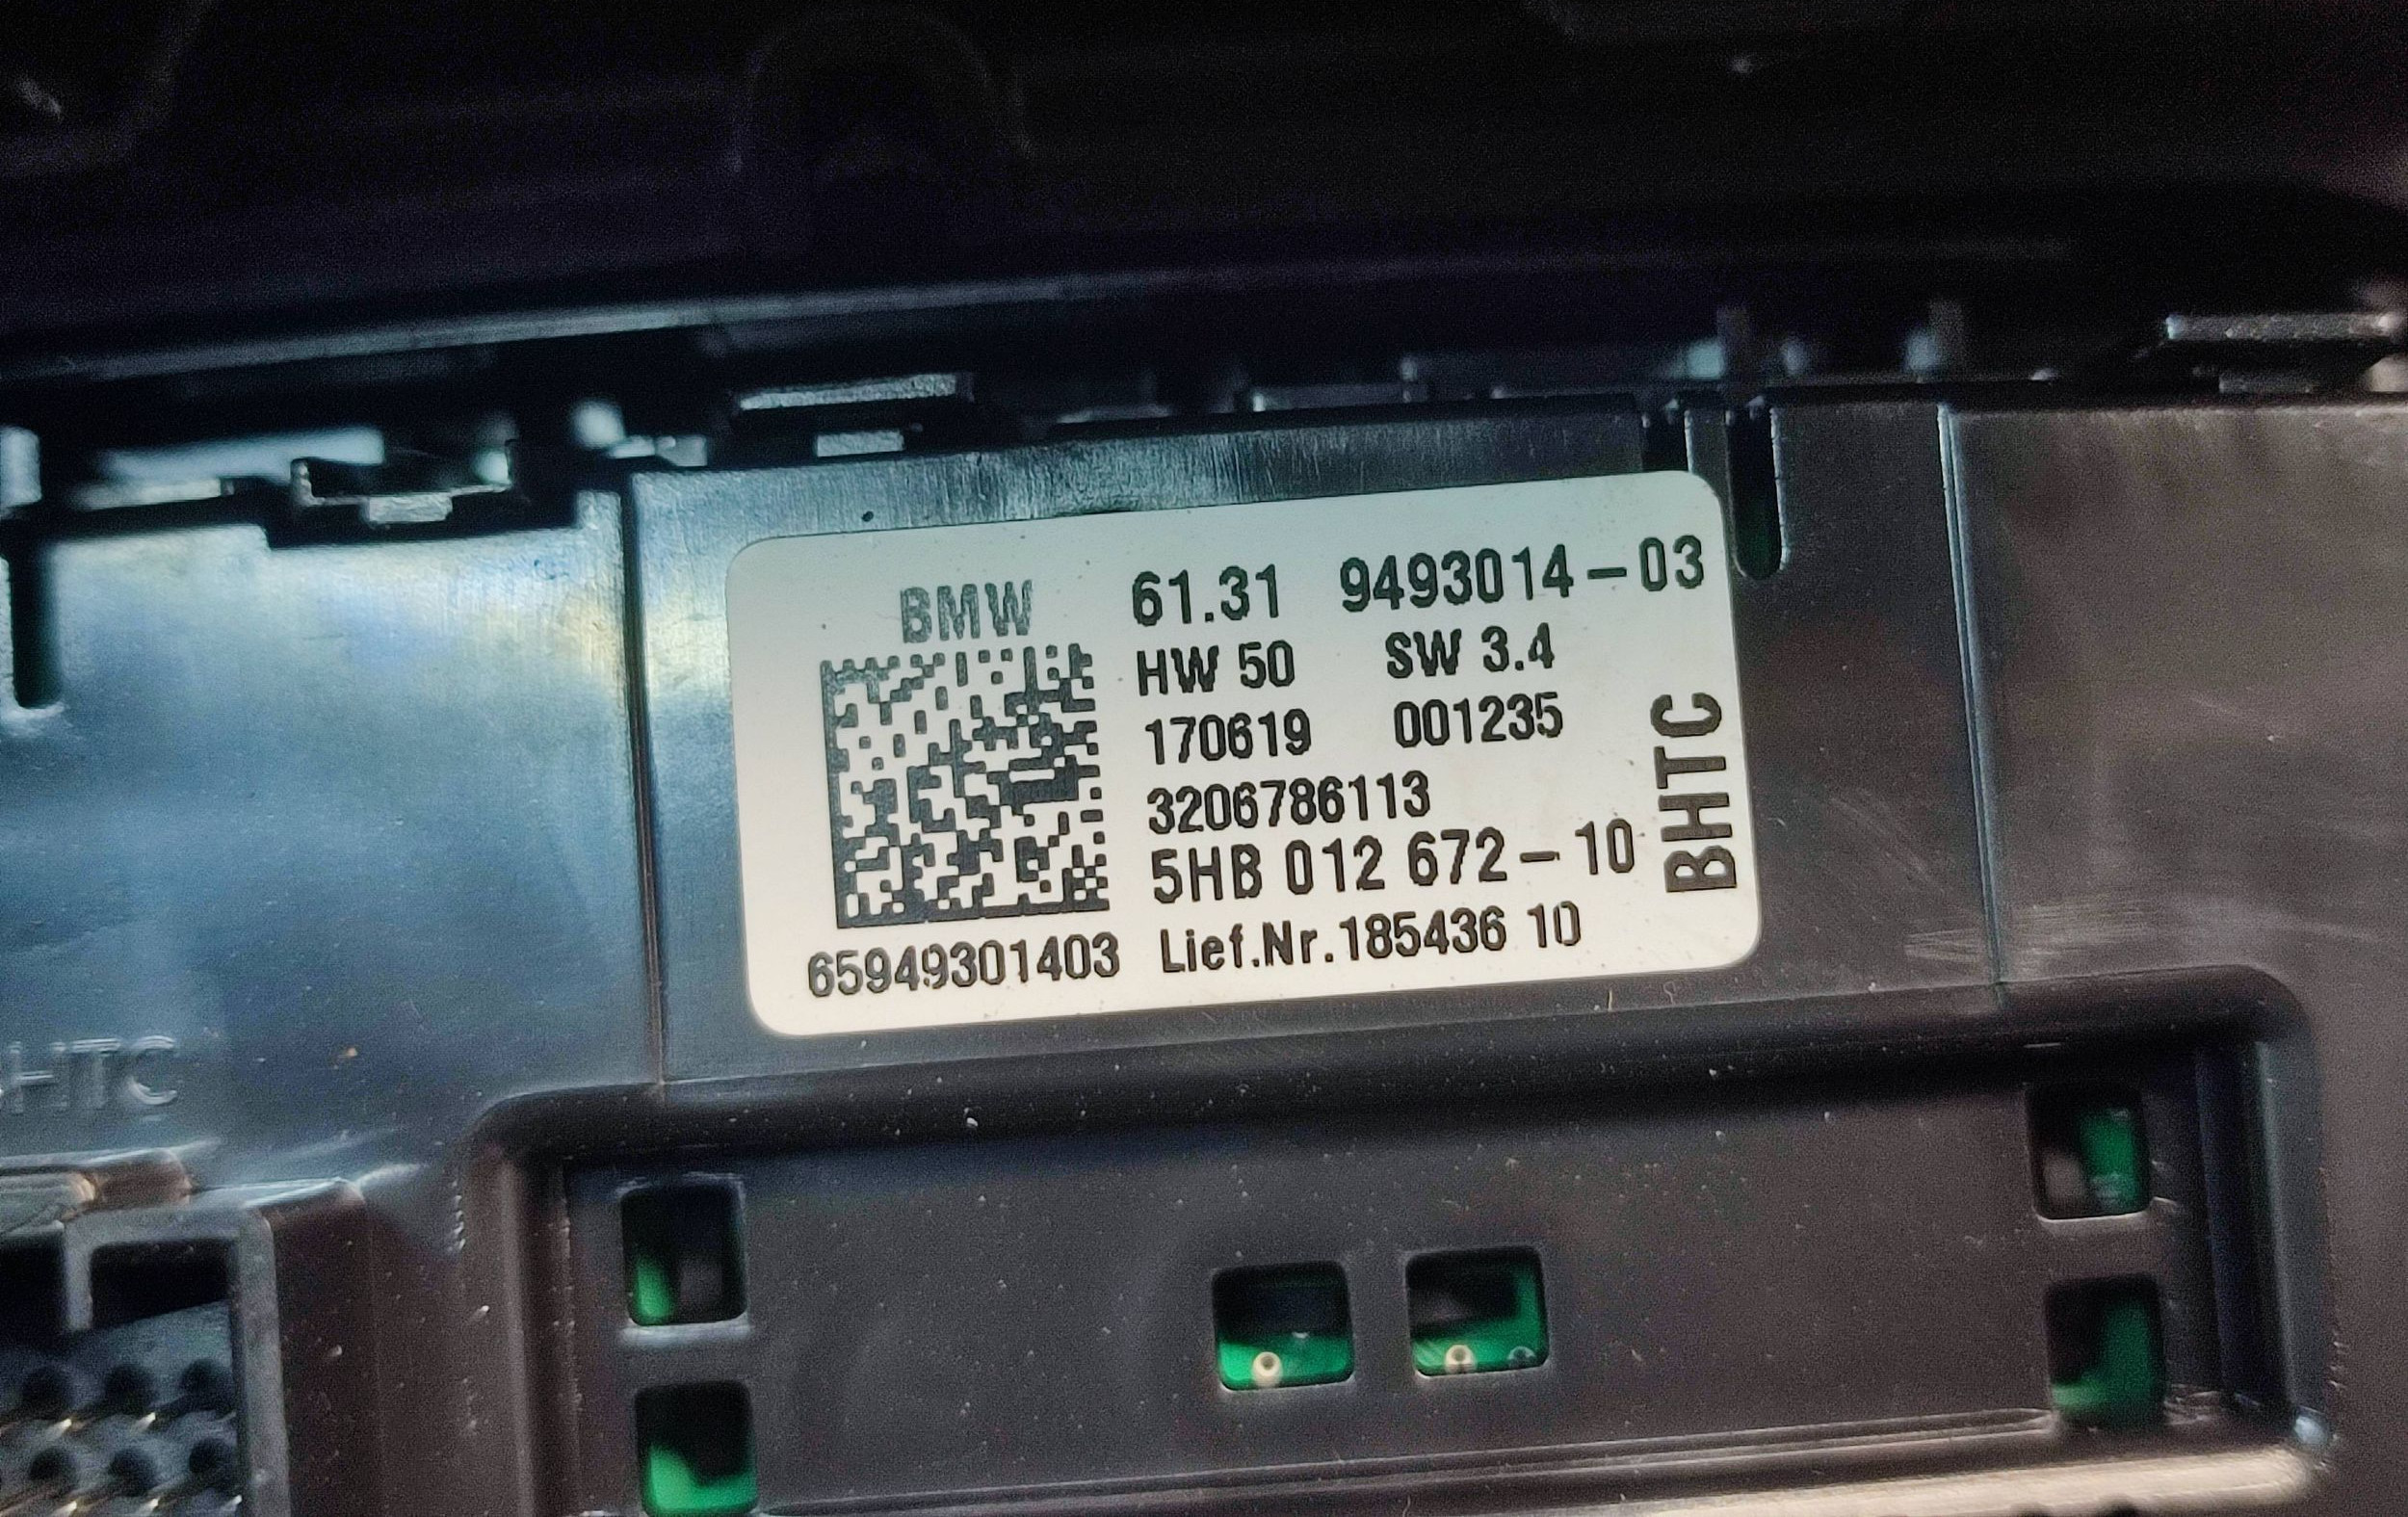 BMW 61.31 9493014-03
HW 50 SW 3.4
170619 001235
3206786113
5HB 012 672-10
65949301403 Lief.Nr.185436 10
BHTC
HTC